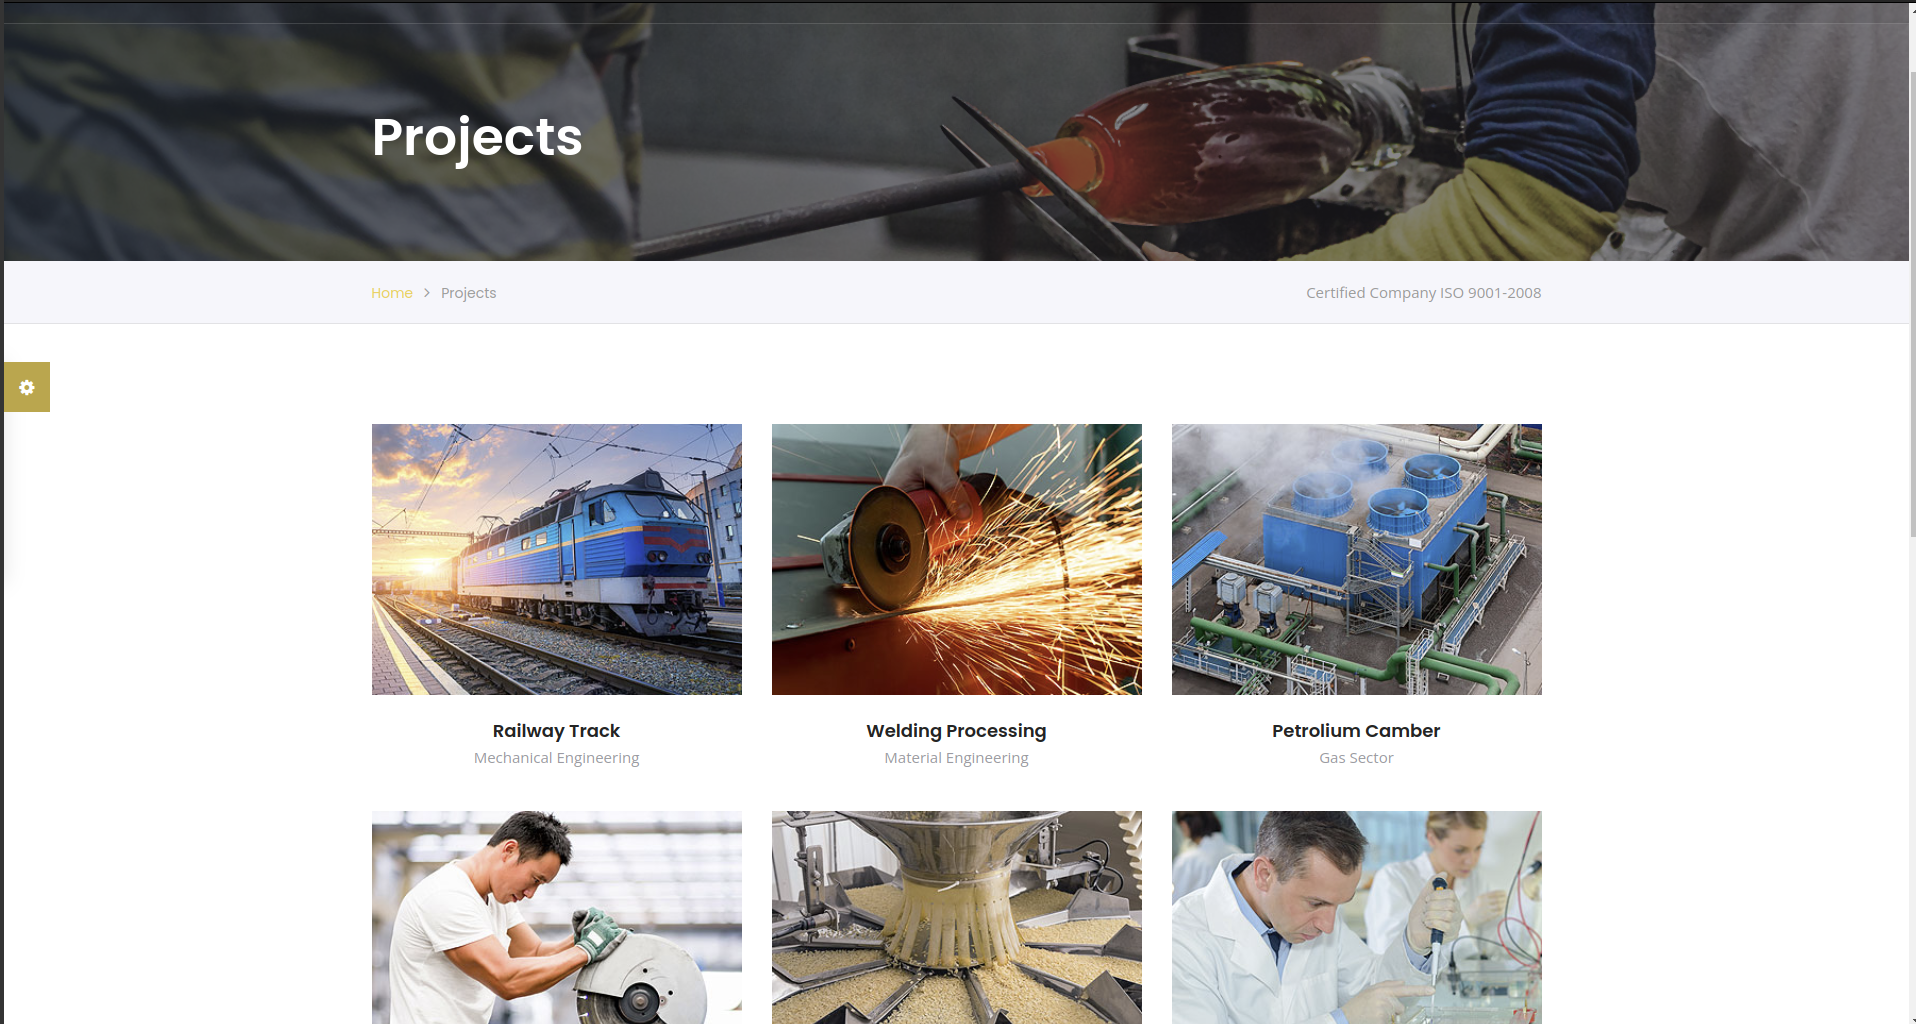 Projects
Home > Projects
Certified Company ISO 9001-2008
Railway Track
Mechanical Engineering
Welding Processing
Material Engineering
Petrolium Camber
Gas Sector